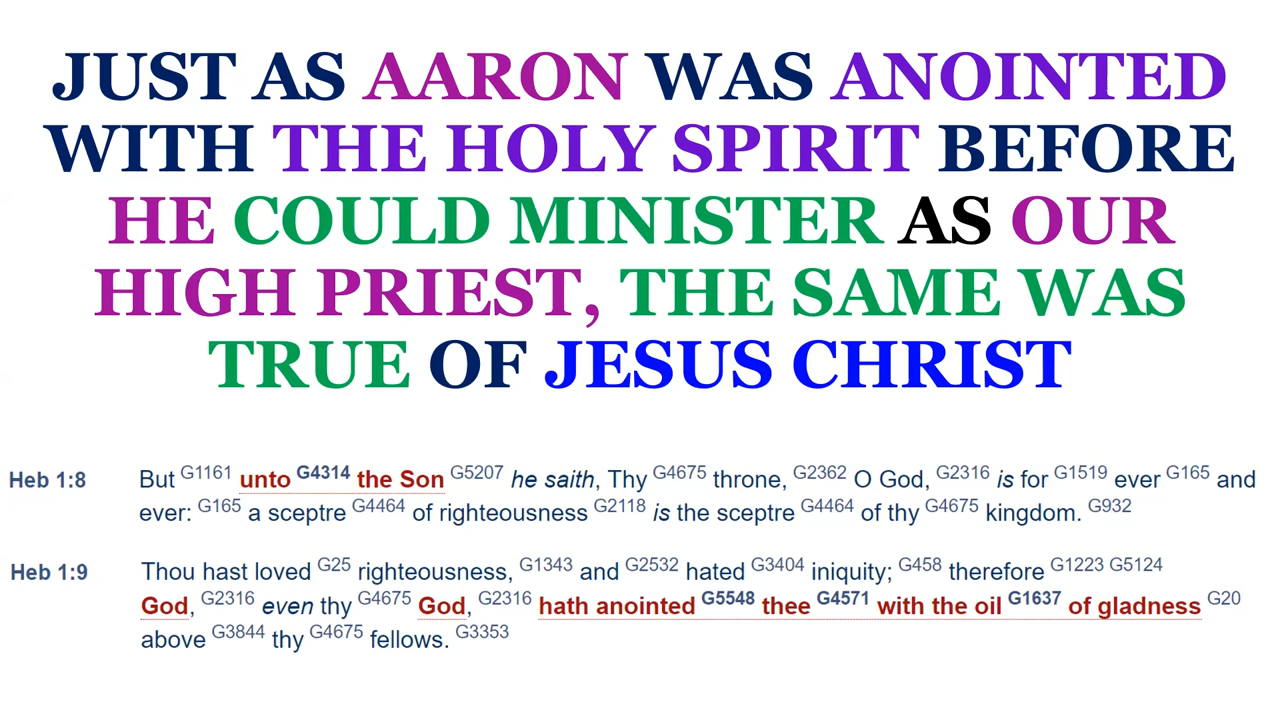 JUST AS AARON WAS ANOINTED
WITH THE HOLY SPIRIT BEFORE
HE COULD MINISTER AS OUR
HIGH PRIEST, THE SAME WAS
TRUE OF JESUS CHRIST
Heb 1:8 But G1161 unto G4314 the Son G5207 he saith, Thy G4675 throne, G2362 O God, G2316 is for G1519 ever G165 and
ever: G165 a sceptre G4464 of righteousness G2118 is the sceptre G4464 of thy G4675 kingdom. G932
Heb 1:9 Thou hast loved G25 righteousness, G1343 and G2532 hated G3404 iniquity; G458 therefore G1223 G5124
God, G2316 even thy G4675 God, G2316 hath anointed G5548 thee G4571 with the oil G1637 of gladness G20
above G3844 thy G4675 fellows. G3353